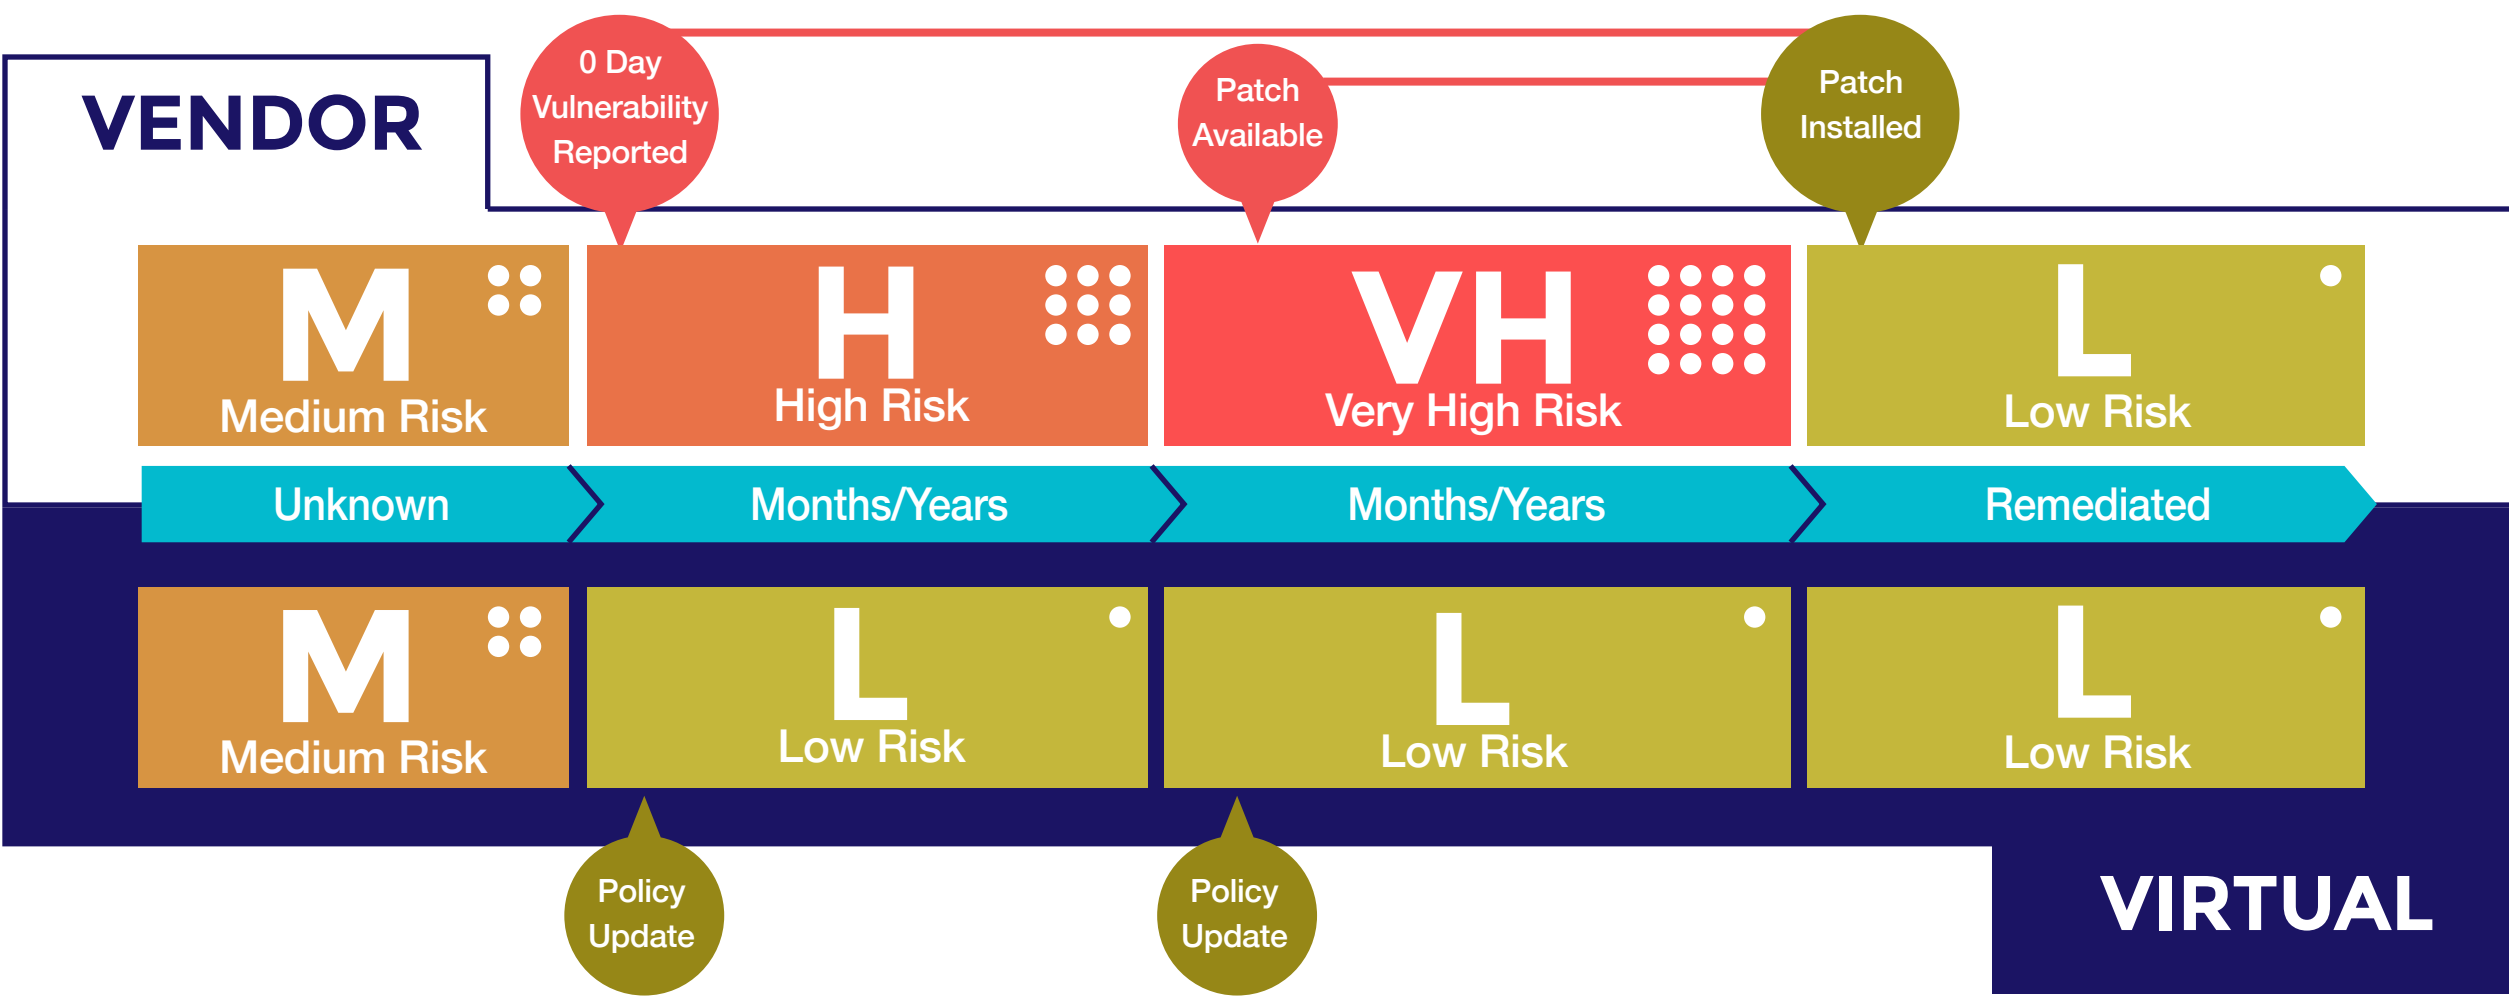 VENDOR
0 Day
Vulnerability
Reported
Patch
Available
Patch
Installed
M
Medium Risk
H
High Risk
VH
Very High Risk
L
Low Risk
Unknown
Months/Years
Months/Years
Remediated
M
Medium Risk
L
Low Risk
L
Low Risk
L
Low Risk
Policy
Update
Policy
Update
VIRTUAL